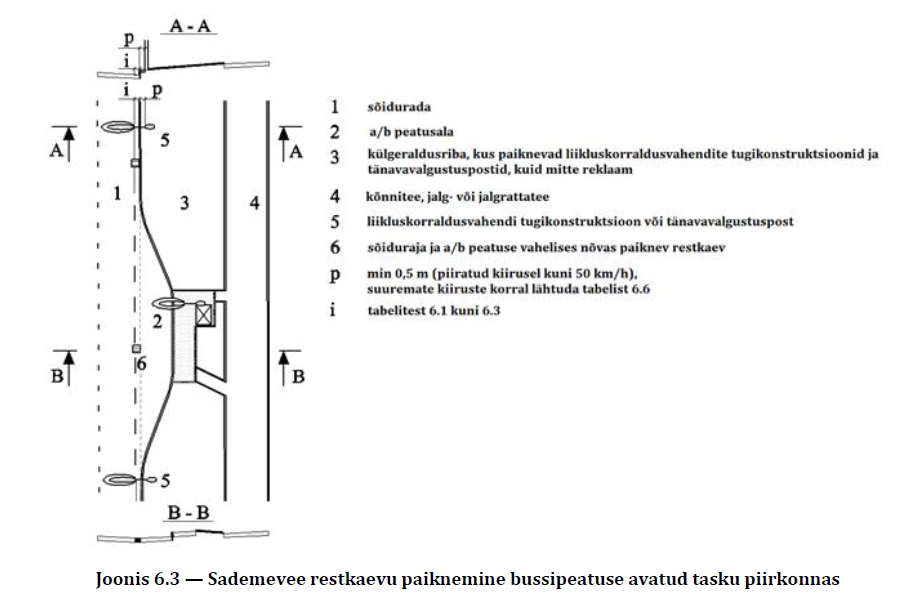 A - A
p
i
i p
A 5 A
1 3 4
2
6
B B
5
B - B
1 sõidurada
2 a/b peatusala
3 külgeraldusriba, kus paiknevad liikluskorraldusvahendite tugikonstruktsioonid ja
tänavavalgustuspostid, kuid mitte reklaam
4 kõnnitee, jalg- või jalgrattatee
5 liikluskorraldusvahendi tugikonstruktsioon või tänavavalgustuspost
6 sõiduraja ja a/b peatuse vahelises nõvas paiknev restkaev
p min 0,5 m (piiratud kiirusel kuni 50 km/h),
suuremate kiiruste korral lähtuda tabelist 6.6
i tabelitest 6.1 kuni 6.3
Joonis 6.3 — Sademevee restkaevu paiknemine bussipeatuse avatud tasku piirkonnas